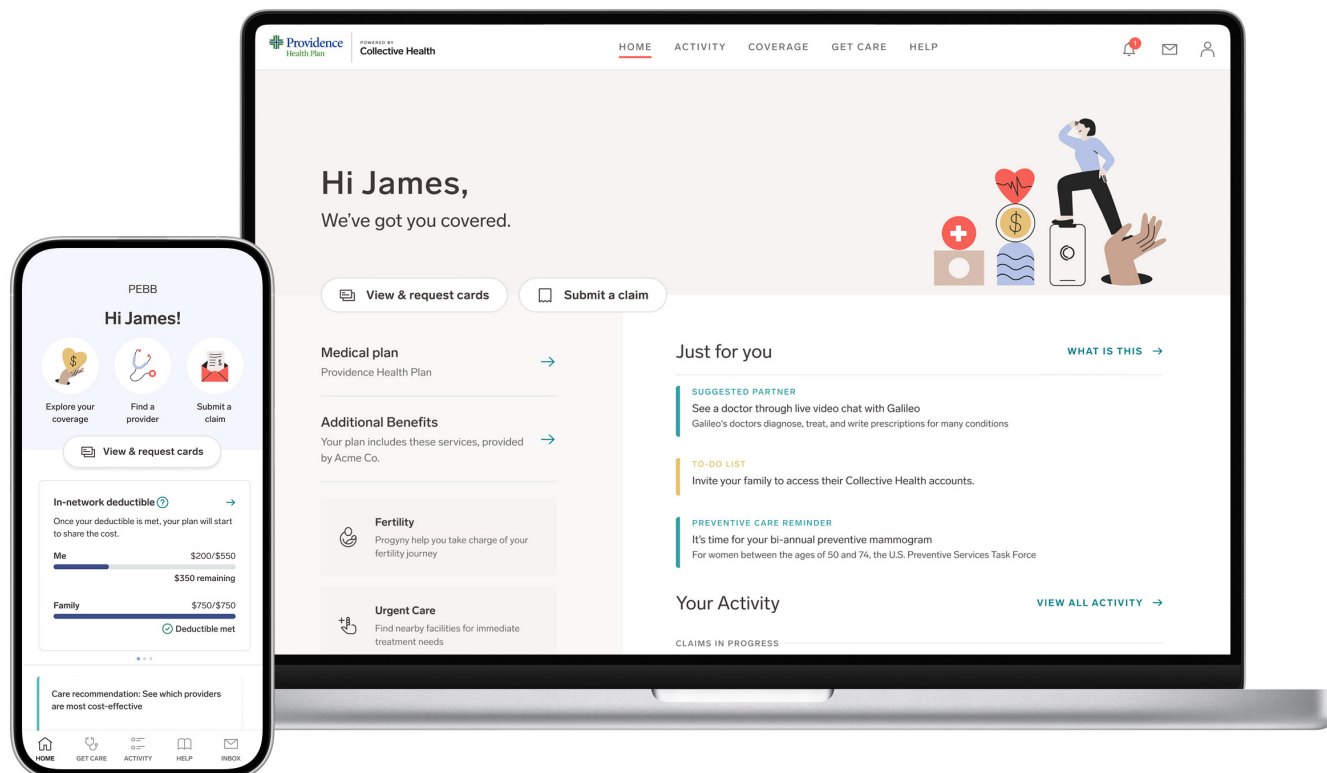 Providence
Health Plan
POWERED BY
Collective Health
HOME
ACTIVITY
COVERAGE
GET CARE
HELP
1
Hi James,
We've got you covered.
$
View & request cards
Submit a claim
Medical plan
Providence Health Plan
Additional Benefits
Your plan includes these services, provided
by Acme Co.
Fertility
Progyny help you take charge of your
fertility journey
Urgent Care
Find nearby facilities for immediate
treatment needs
Just for you
WHAT IS THIS
SUGGESTED PARTNER
See a doctor through live video chat with Galileo
Galileo's doctors diagnose, treat, and write prescriptions for many conditions
TO-DO LIST
Invite your family to access their Collective Health accounts.
PREVENTIVE CARE REMINDER
It's time for your bi-annual preventive mammogram
For women between the ages of 50 and 74, the U.S. Preventive Services Task Force
Your Activity
VIEW ALL ACTIVITY
CLAIMS IN PROGRESS
PEBB
Hi James!
$
$
Explore your
coverage
Find a
provider
Submit a
claim
View & request cards
In-network deductible ?
Once your deductible is met, your plan will start
to share the cost.
Me $200/$550
$350 remaining
Family $750/$750
Deductible met
Care recommendation: See which providers
are most cost-effective
HOME
GET CARE
ACTIVITY
HELP
INBOX